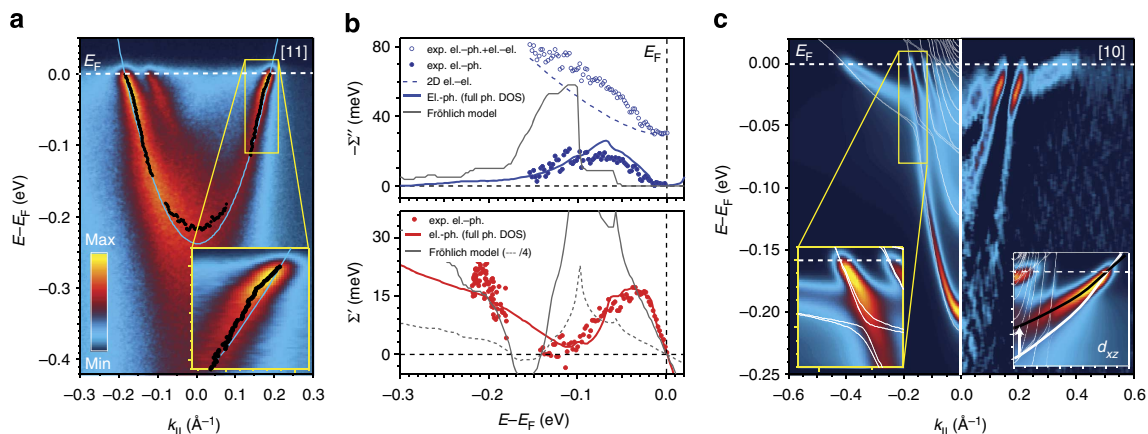 a
E_F
[11]
0.0
−0.1
−0.2
−0.3
−0.4
E−E_F (eV)
Max
Min
−0.3 −0.2 −0.1 0.0 0.1 0.2 0.3
k_|| (Å⁻¹)
b
80
40
0
−Σ″ (meV)
exp. el.–ph.+el.–el.
exp. el.–ph.
2D el.–el.
El.-ph. (full ph. DOS)
Fröhlich model
E_F
30
15
0
Σ′ (meV)
exp. el.–ph.
el.-ph. (full ph. DOS)
Fröhlich model (--- /4)
−0.3 −0.2 −0.1 0.0
E−E_F (eV)
c
E_F
[10]
0.00
−0.05
−0.10
−0.15
−0.20
−0.25
E−E_F (eV)
d_xz
−0.6 −0.4 −0.2 0.0 0.2 0.4 0.6
k_|| (Å⁻¹)